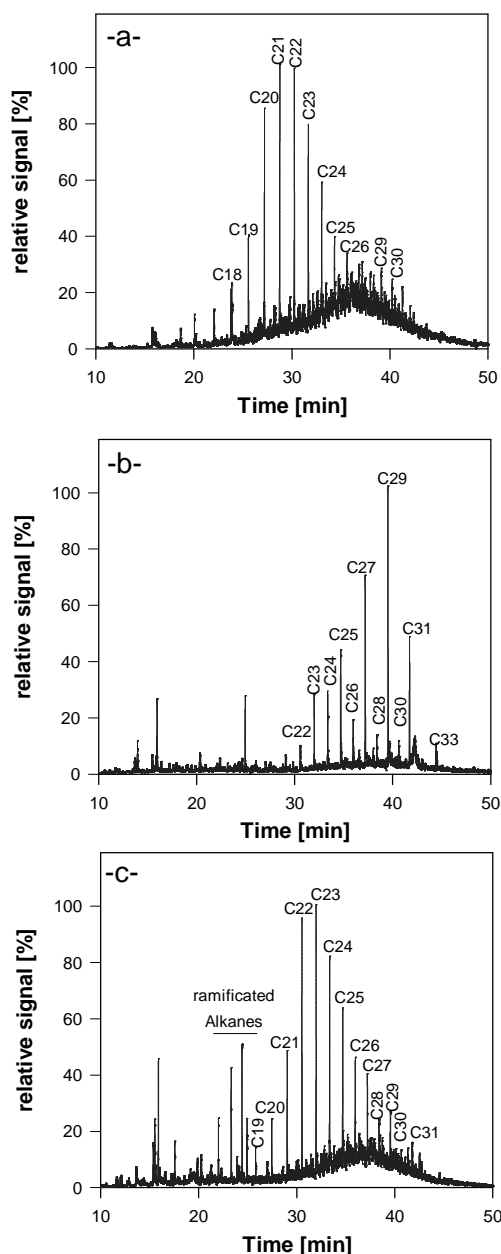 -a-
relative signal [%]
100
80
60
40
20
0
C18
C19
C20
C21
C22
C23
C24
C25
C26
C29
C30
10 20 30 40 50
Time [min]
-b-
relative signal [%]
100
80
60
40
20
0
C22
C23
C24
C25
C26
C27
C28
C29
C30
C31
C33
10 20 30 40 50
Time [min]
-c-
relative signal [%]
100
80
60
40
20
0
ramificated
Alkanes
C19
C20
C21
C22
C23
C24
C25
C26
C27
C28
C29
C30
C31
10 20 30 40 50
Time [min]